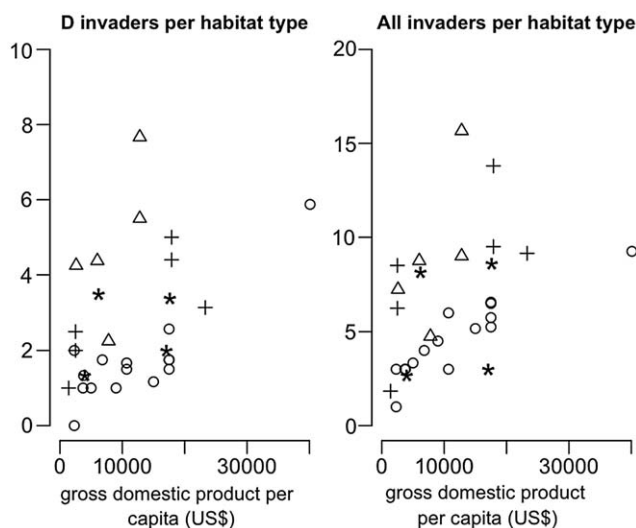 D invaders per habitat type
10
8
6
4
2
0
0 10000 30000
gross domestic product per
capita (US$)
All invaders per habitat type
20
15
10
5
0
0 10000 30000
gross domestic product
per capita (US$)